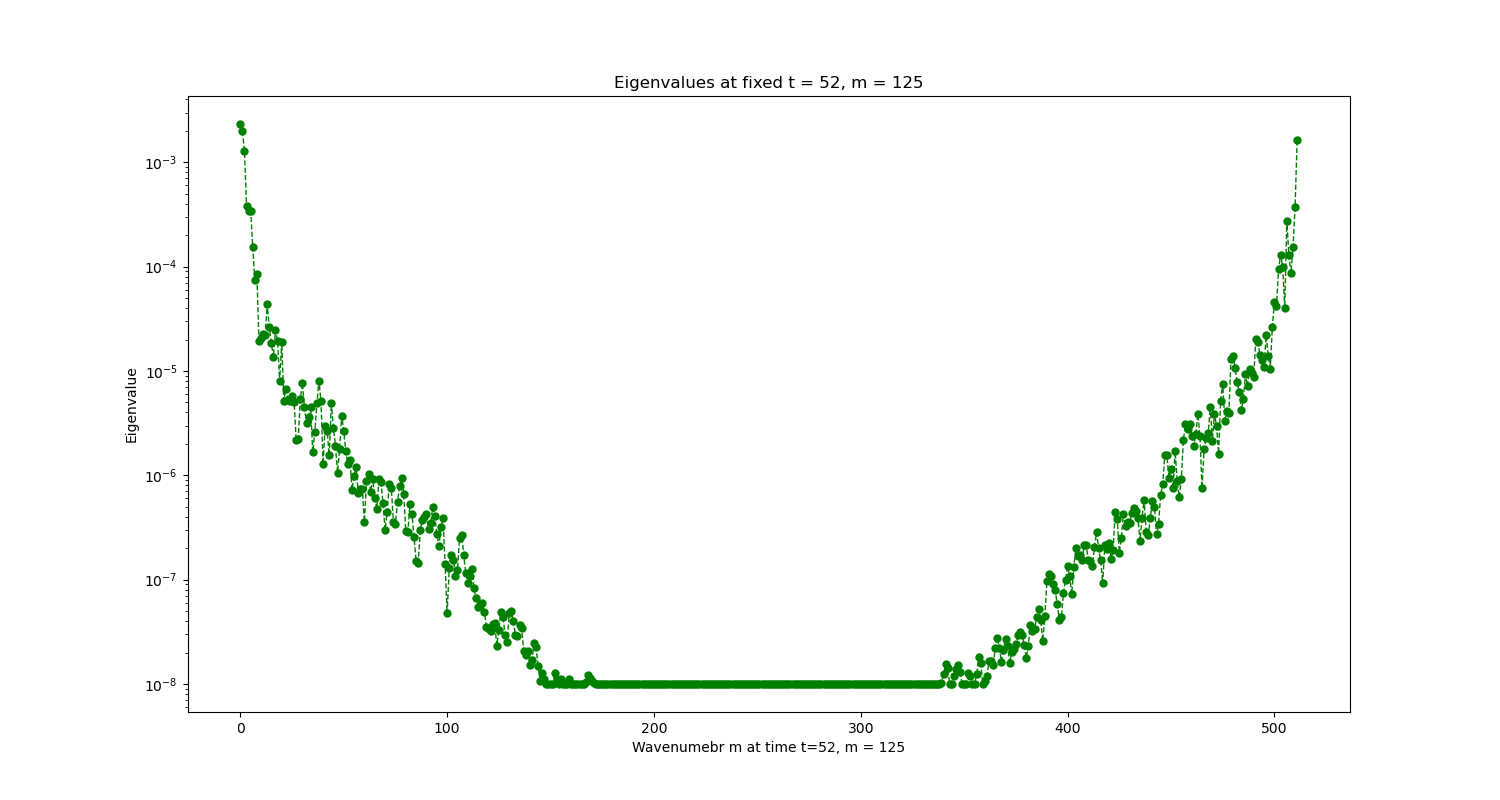 Eigenvalues at fixed t = 52, m = 125
Eigenvalue
10⁻³
10⁻⁴
10⁻⁵
10⁻⁶
10⁻⁷
10⁻⁸
0 100 200 300 400 500
Wavenumebr m at time t=52, m = 125